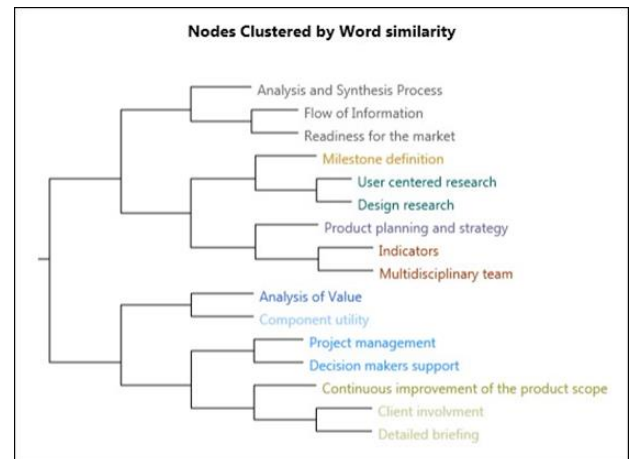 Nodes Clustered by Word similarity
Analysis and Synthesis Process
Flow of Information
Readiness for the market
Milestone definition
User centered research
Design research
Product planning and strategy
Indicators
Multidisciplinary team
Analysis of Value
Component utility
Project management
Decision makers support
Continuous improvement of the product scope
Client involvment
Detailed briefing